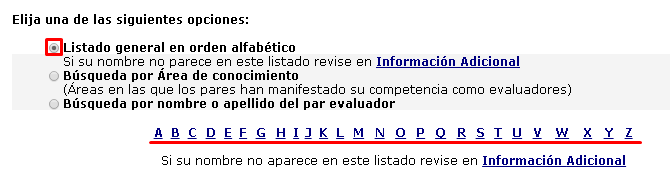 Elija una de las siguientes opciones:
Listado general en orden alfabético
Si su nombre no parece en este listado revise en Información Adicional
Búsqueda por Área de conocimiento
(Áreas en las que los pares han manifestado su competencia como evaluadores)
Búsqueda por nombre o apellido del par evaluador
A B C D E F G H I J K L M N O P Q R S T U V W X Y Z
Si su nombre no aparece en este listado revise en Información Adicional